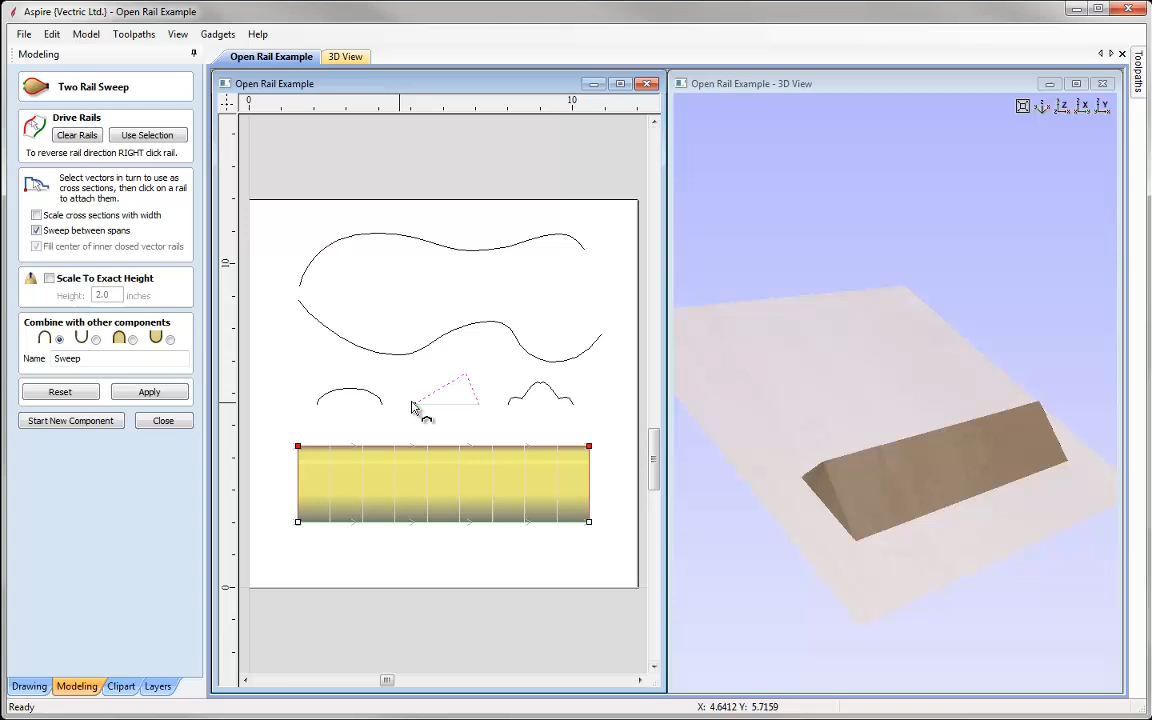 Aspire {Vectric Ltd.} - Open Rail Example
File Edit Model Toolpaths View Gadgets Help
Modeling
Open Rail Example 3D View
Toolpaths
Two Rail Sweep
Drive Rails
Clear Rails Use Selection
To reverse rail direction RIGHT click rail.
Select vectors in turn to use as
cross sections, then click on a rail
to attach them.
Scale cross sections with width
Sweep between spans
Fill center of inner closed vector rails
Scale To Exact Height
Height: 2.0 inches
Combine with other components
Name Sweep
Reset Apply
Start New Component Close
Open Rail Example
0 10
10
0
Open Rail Example - 3D View
Z X Y
Drawing Modeling Clipart Layers
Ready
X: 4.6412 Y: 5.7159